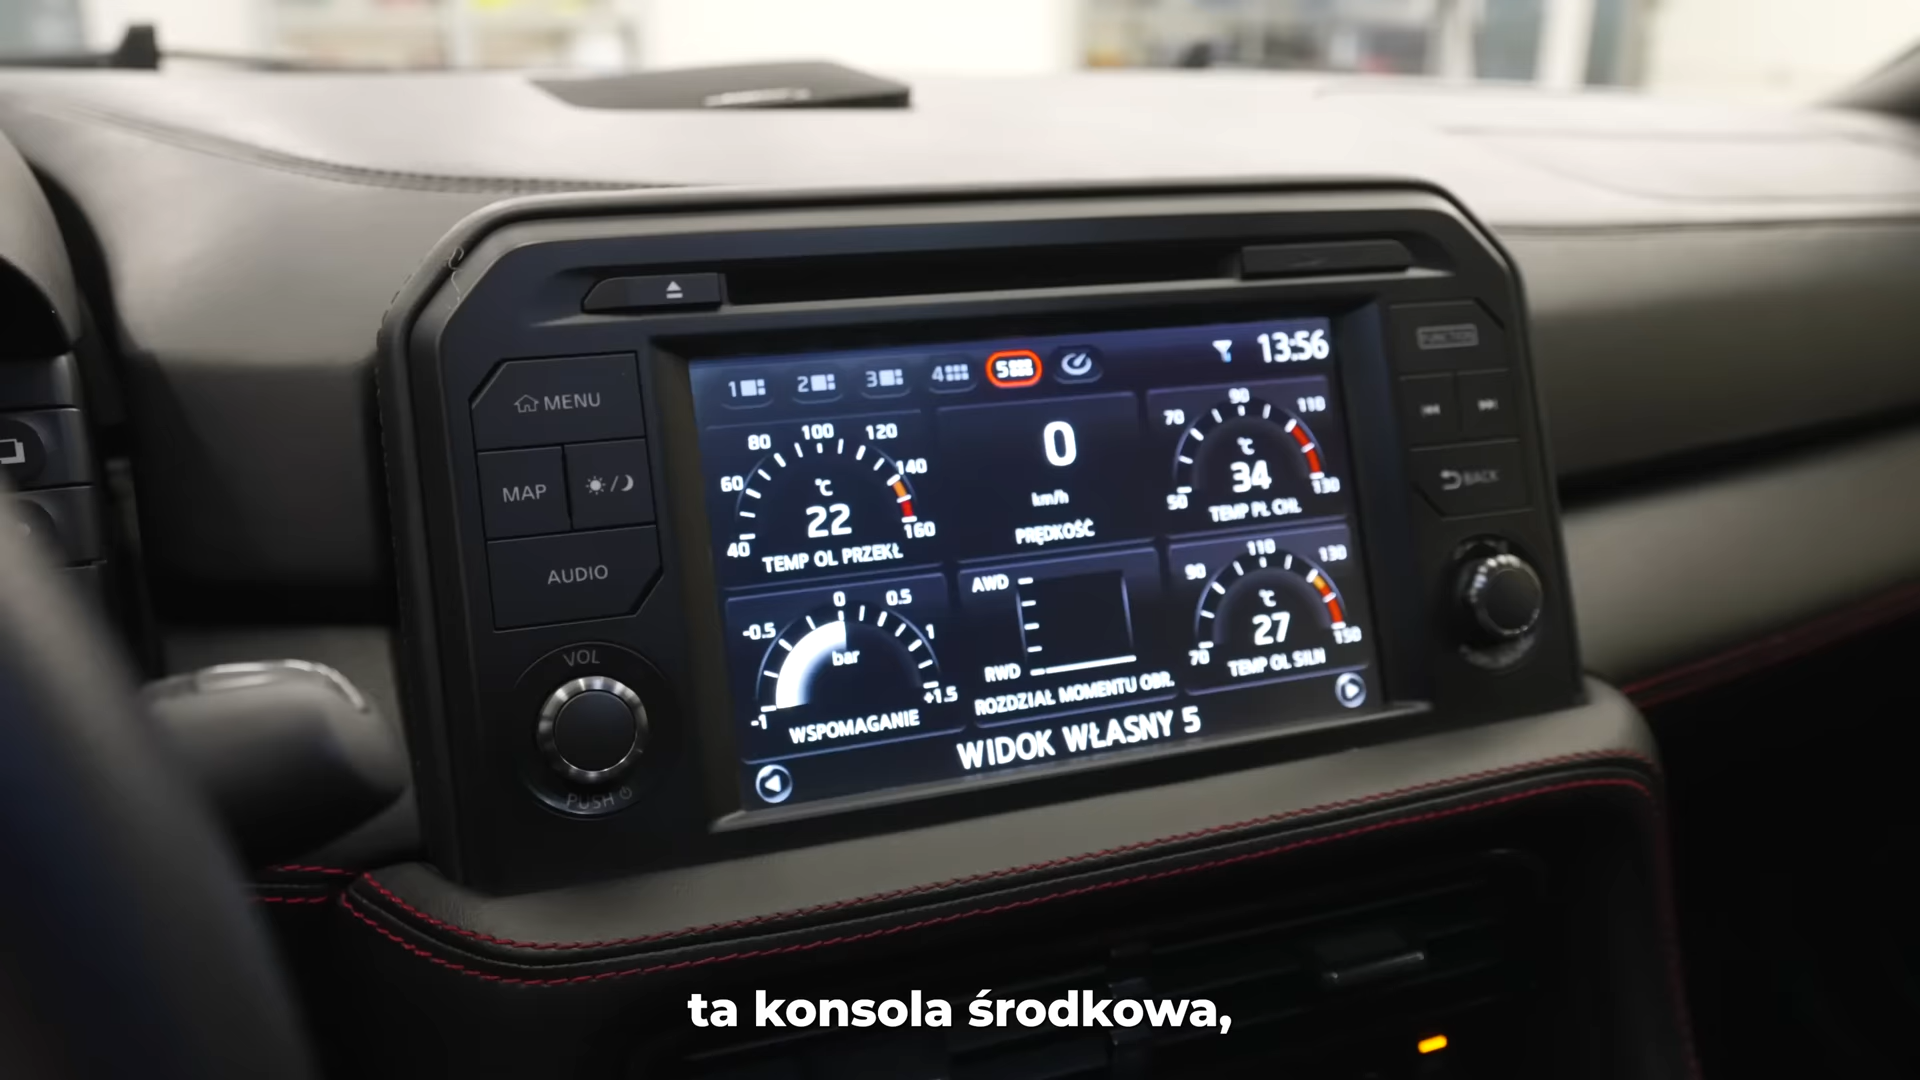 13:56
1
2
3
4
5
MENU
MAP
AUDIO
VOL
PUSH
FUNCTION
BACK
60 80 100 120 140
40 160
°C
22
TEMP OL PRZEKŁ
0
km/h
PRĘDKOŚĆ
70 90 110
50 130
°C
34
TEMP PŁ CHŁ
-0.5 0 0.5 1
-1 +1.5
bar
WSPOMAGANIE
AWD
RWD
ROZDZIAŁ MOMENTU OBR.
90 110 130
70 150
°C
27
TEMP OL SILN
WIDOK WŁASNY 5
ta konsola środkowa,